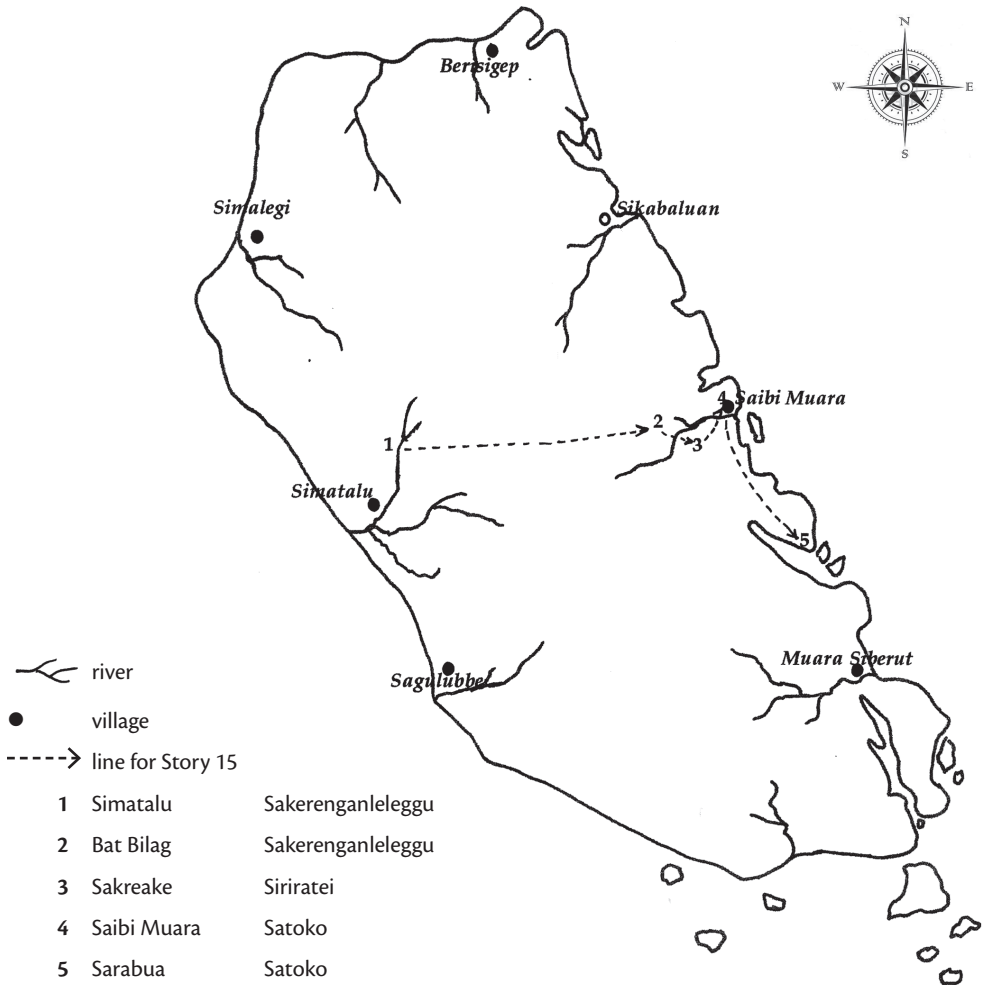 N
W E
S
Berisigep
Simalegi
Sikabaluan
4 Saibi Muara
2
1
3
Simatalu
5
Muara Siberut
Sagulubbe
river
village
line for Story 15
1 Simatalu Sakerenganleleggu
2 Bat Bilag Sakerenganleleggu
3 Sakreake Siriratei
4 Saibi Muara Satoko
5 Sarabua Satoko